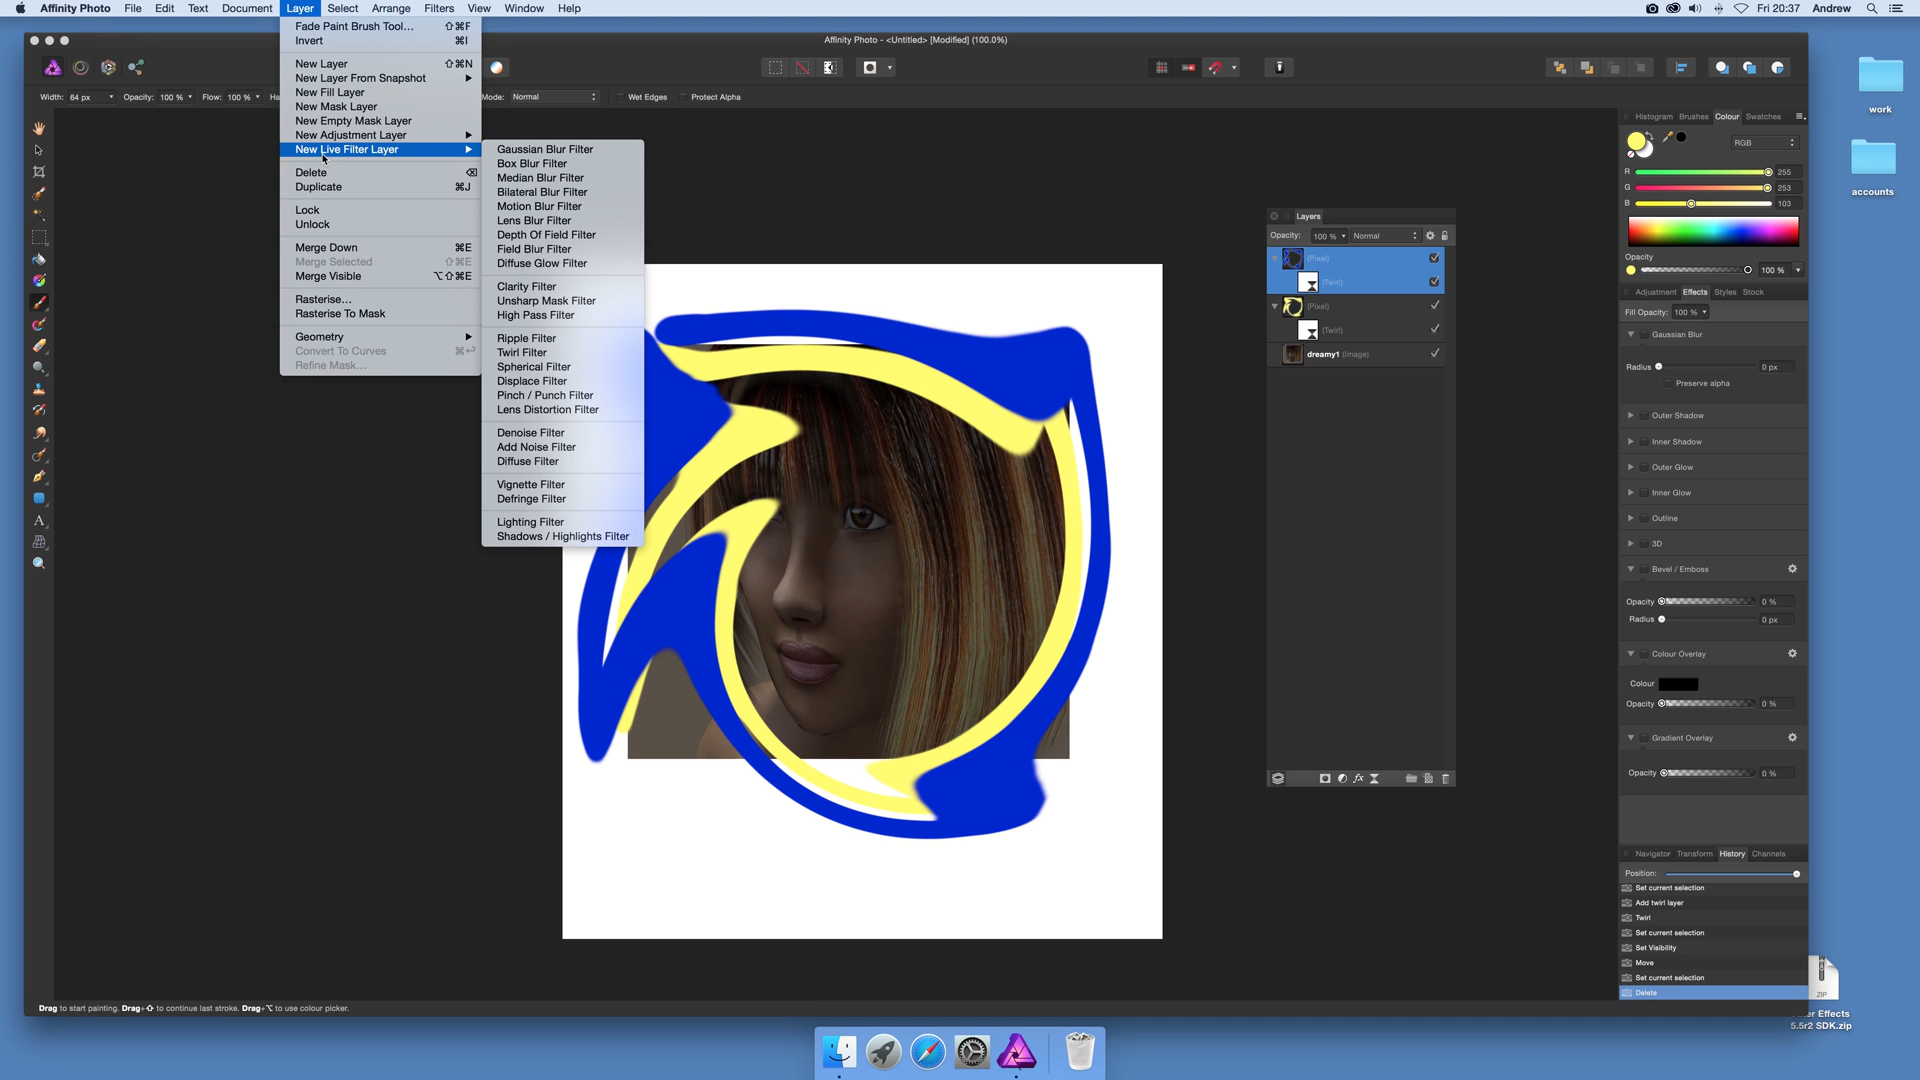 Affinity Photo File Edit Text Document Layer Select Arrange Filters View Window Help Fri 20:37 Andrew
Affinity Photo - <Untitled> [Modified] (100.0%)
Width: 64 px Opacity: 100 % Flow: 100 % Ha Mode: Normal Wet Edges Protect Alpha
Fade Paint Brush Tool... ⇧⌘F
Invert ⌘I
New Layer ⇧⌘N
New Layer From Snapshot
New Fill Layer
New Mask Layer
New Empty Mask Layer
New Adjustment Layer
New Live Filter Layer
Delete ⌫
Duplicate ⌘J
Lock
Unlock
Merge Down ⌘E
Merge Selected ⇧⌘E
Merge Visible ⌥⇧⌘E
Rasterise...
Rasterise To Mask
Geometry
Convert To Curves ⌘↩
Refine Mask...
Gaussian Blur Filter
Box Blur Filter
Median Blur Filter
Bilateral Blur Filter
Motion Blur Filter
Lens Blur Filter
Depth Of Field Filter
Field Blur Filter
Diffuse Glow Filter
Clarity Filter
Unsharp Mask Filter
High Pass Filter
Ripple Filter
Twirl Filter
Spherical Filter
Displace Filter
Pinch / Punch Filter
Lens Distortion Filter
Denoise Filter
Add Noise Filter
Diffuse Filter
Vignette Filter
Defringe Filter
Lighting Filter
Shadows / Highlights Filter
Layers
Opacity: 100 % Normal
(Pixel)
(Twirl)
(Pixel)
(Twirl)
dreamy1 (Image)
fx
Histogram Brushes Colour Swatches
RGB
R 255
G 253
B 103
Opacity
100 %
Adjustment Effects Styles Stock
Fill Opacity: 100 %
Gaussian Blur
Radius 0 px
Preserve alpha
Outer Shadow
Inner Shadow
Outer Glow
Inner Glow
Outline
3D
Bevel / Emboss
Opacity 0 %
Radius 0 px
Colour Overlay
Colour
Opacity 0 %
Gradient Overlay
Opacity 0 %
Navigator Transform History Channels
Position:
Set current selection
Add twirl layer
Twirl
Set current selection
Set Visibility
Move
Set current selection
Delete
A
work
accounts
ZIP
Effects
5.5r2 SDK.zip
Drag to start painting. Drag+⇧ to continue last stroke. Drag+⌥ to use colour picker.